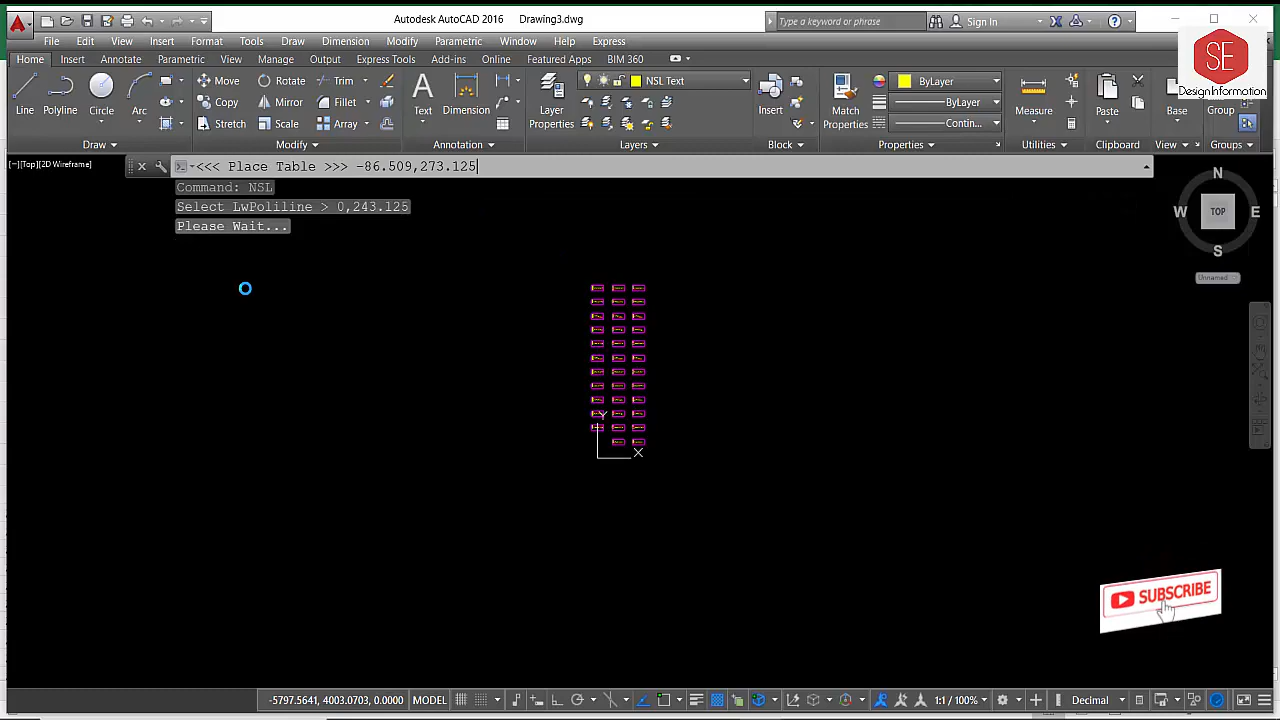 Autodesk AutoCAD 2016 Drawing3.dwg
Type a keyword or phrase
Sign In
File Edit View Insert Format Tools Draw Dimension Modify Parametric Window Help Express
Home Insert Annotate Parametric View Manage Output Express Tools Add-ins Online Featured Apps BIM 360
SE
Design Information
Line Polyline Circle Arc
Move Rotate Trim
Copy Mirror Fillet
Stretch Scale Array
Text Dimension
Layer Properties
NSL Text
Insert
Match Properties
ByLayer
ByLayer
Contin...
Measure
Paste
Base
Group
Draw Modify Annotation Layers Block Properties Utilities Clipboard View Groups
[−][Top][2D Wireframe]
<<< Place Table >>> -86.509,273.125
Command: NSL
Select LwPoliline > 0,243.125
Please Wait...
N
W TOP E
S
Unnamed
Y
X
SUBSCRIBE
-5797.5641, 4003.0703, 0.0000 MODEL 1:1 / 100% Decimal